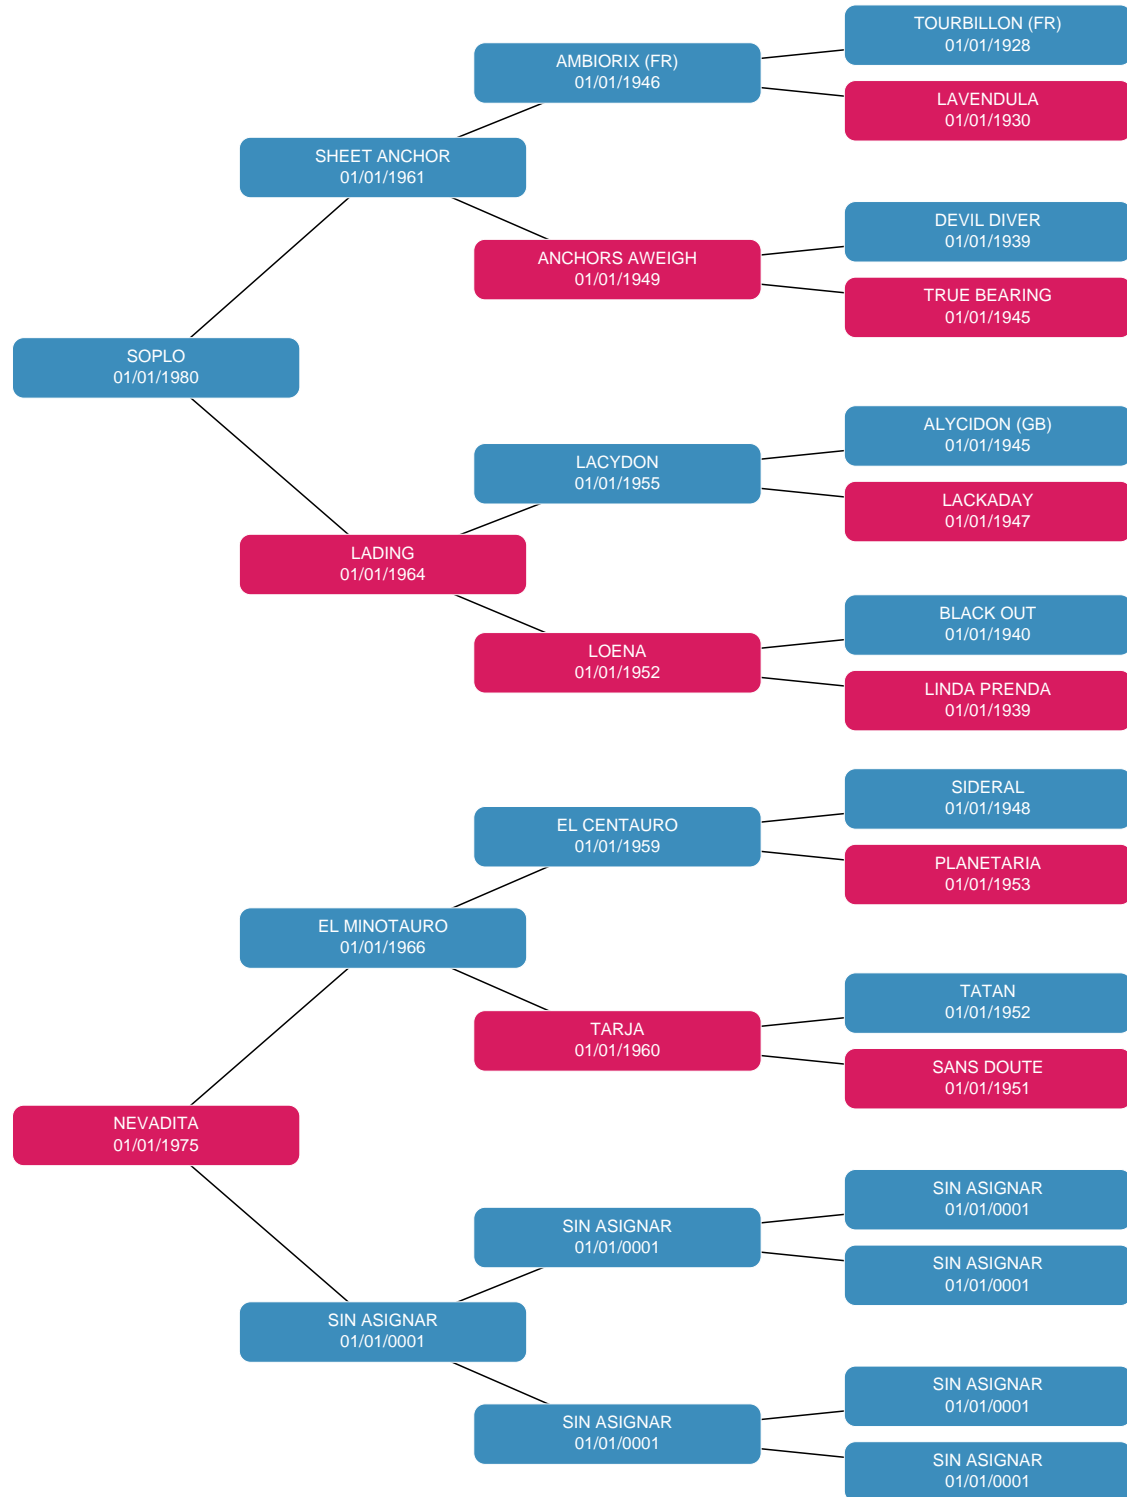 TOURBILLON (FR)
01/01/1928
AMBIORIX (FR)
01/01/1946
LAVENDULA
01/01/1930
SHEET ANCHOR
01/01/1961
DEVIL DIVER
01/01/1939
ANCHORS AWEIGH
01/01/1949
TRUE BEARING
01/01/1945
SOPLO
01/01/1980
ALYCIDON (GB)
01/01/1945
LACYDON
01/01/1955
LACKADAY
01/01/1947
LADING
01/01/1964
BLACK OUT
01/01/1940
LOENA
01/01/1952
LINDA PRENDA
01/01/1939
SIDERAL
01/01/1948
EL CENTAURO
01/01/1959
PLANETARIA
01/01/1953
EL MINOTAURO
01/01/1966
TATAN
01/01/1952
TARJA
01/01/1960
SANS DOUTE
01/01/1951
NEVADITA
01/01/1975
SIN ASIGNAR
01/01/0001
SIN ASIGNAR
01/01/0001
SIN ASIGNAR
01/01/0001
SIN ASIGNAR
01/01/0001
SIN ASIGNAR
01/01/0001
SIN ASIGNAR
01/01/0001
SIN ASIGNAR
01/01/0001